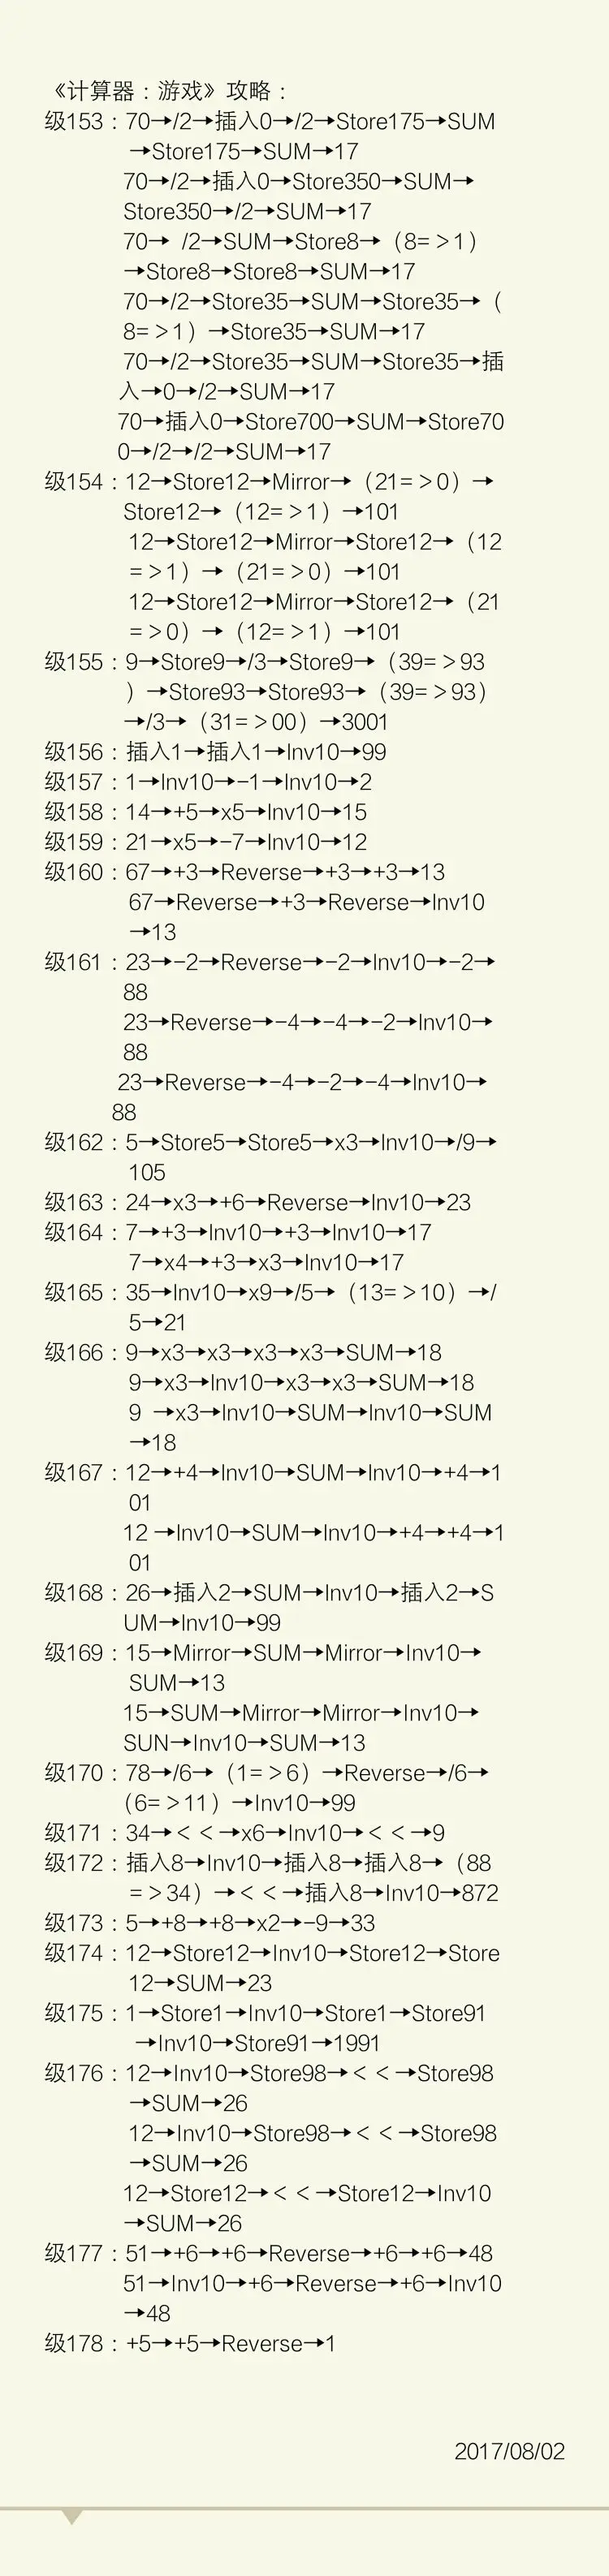 《计算器：游戏》攻略：
级153：70→/2→插入0→/2→Store175→SUM
→Store175→SUM→17
70→/2→插入0→Store350→SUM→
Store350→/2→SUM→17
70→ /2→SUM→Store8→（8=＞1）
→Store8→Store8→SUM→17
70→/2→Store35→SUM→Store35→（
8=＞1）→Store35→SUM→17
70→/2→Store35→SUM→Store35→插
入→0→/2→SUM→17
70→插入0→Store700→SUM→Store70
0→/2→/2→SUM→17
级154：12→Store12→Mirror→（21=＞0）→
Store12→（12=＞1）→101
12→Store12→Mirror→Store12→（12
=＞1）→（21=＞0）→101
12→Store12→Mirror→Store12→（21
=＞0）→（12=＞1）→101
级155：9→Store9→/3→Store9→（39=＞93
）→Store93→Store93→（39=＞93）
→/3→（31=＞00）→3001
级156：插入1→插入1→Inv10→99
级157：1→Inv10→-1→Inv10→2
级158：14→+5→x5→Inv10→15
级159：21→x5→-7→Inv10→12
级160：67→+3→Reverse→+3→+3→13
67→Reverse→+3→Reverse→Inv10
→13
级161：23→-2→Reverse→-2→Inv10→-2→
88
23→Reverse→-4→-4→-2→Inv10→
88
23→Reverse→-4→-2→-4→Inv10→
88
级162：5→Store5→Store5→x3→Inv10→/9→
105
级163：24→x3→+6→Reverse→Inv10→23
级164：7→+3→Inv10→+3→Inv10→17
7→x4→+3→x3→Inv10→17
级165：35→Inv10→x9→/5→（13=＞10）→/
5→21
级166：9→x3→x3→x3→x3→SUM→18
9→x3→Inv10→x3→x3→SUM→18
9 →x3→Inv10→SUM→Inv10→SUM
→18
级167：12→+4→Inv10→SUM→Inv10→+4→1
01
12 →Inv10→SUM→Inv10→+4→+4→1
01
级168：26→插入2→SUM→Inv10→插入2→S
UM→Inv10→99
级169：15→Mirror→SUM→Mirror→Inv10→
SUM→13
15→SUM→Mirror→Mirror→Inv10→
SUN→Inv10→SUM→13
级170：78→/6→（1=＞6）→Reverse→/6→
（6=＞11）→Inv10→99
级171：34→＜＜→x6→Inv10→＜＜→9
级172：插入8→Inv10→插入8→插入8→（88
=＞34）→＜＜→插入8→Inv10→872
级173：5→+8→+8→x2→-9→33
级174：12→Store12→Inv10→Store12→Store
12→SUM→23
级175：1→Store1→Inv10→Store1→Store91
→Inv10→Store91→1991
级176：12→Inv10→Store98→＜＜→Store98
→SUM→26
12→Inv10→Store98→＜＜→Store98
→SUM→26
12→Store12→＜＜→Store12→Inv10
→SUM→26
级177：51→+6→+6→Reverse→+6→+6→48
51→Inv10→+6→Reverse→+6→Inv10
→48
级178：+5→+5→Reverse→1
2017/08/02